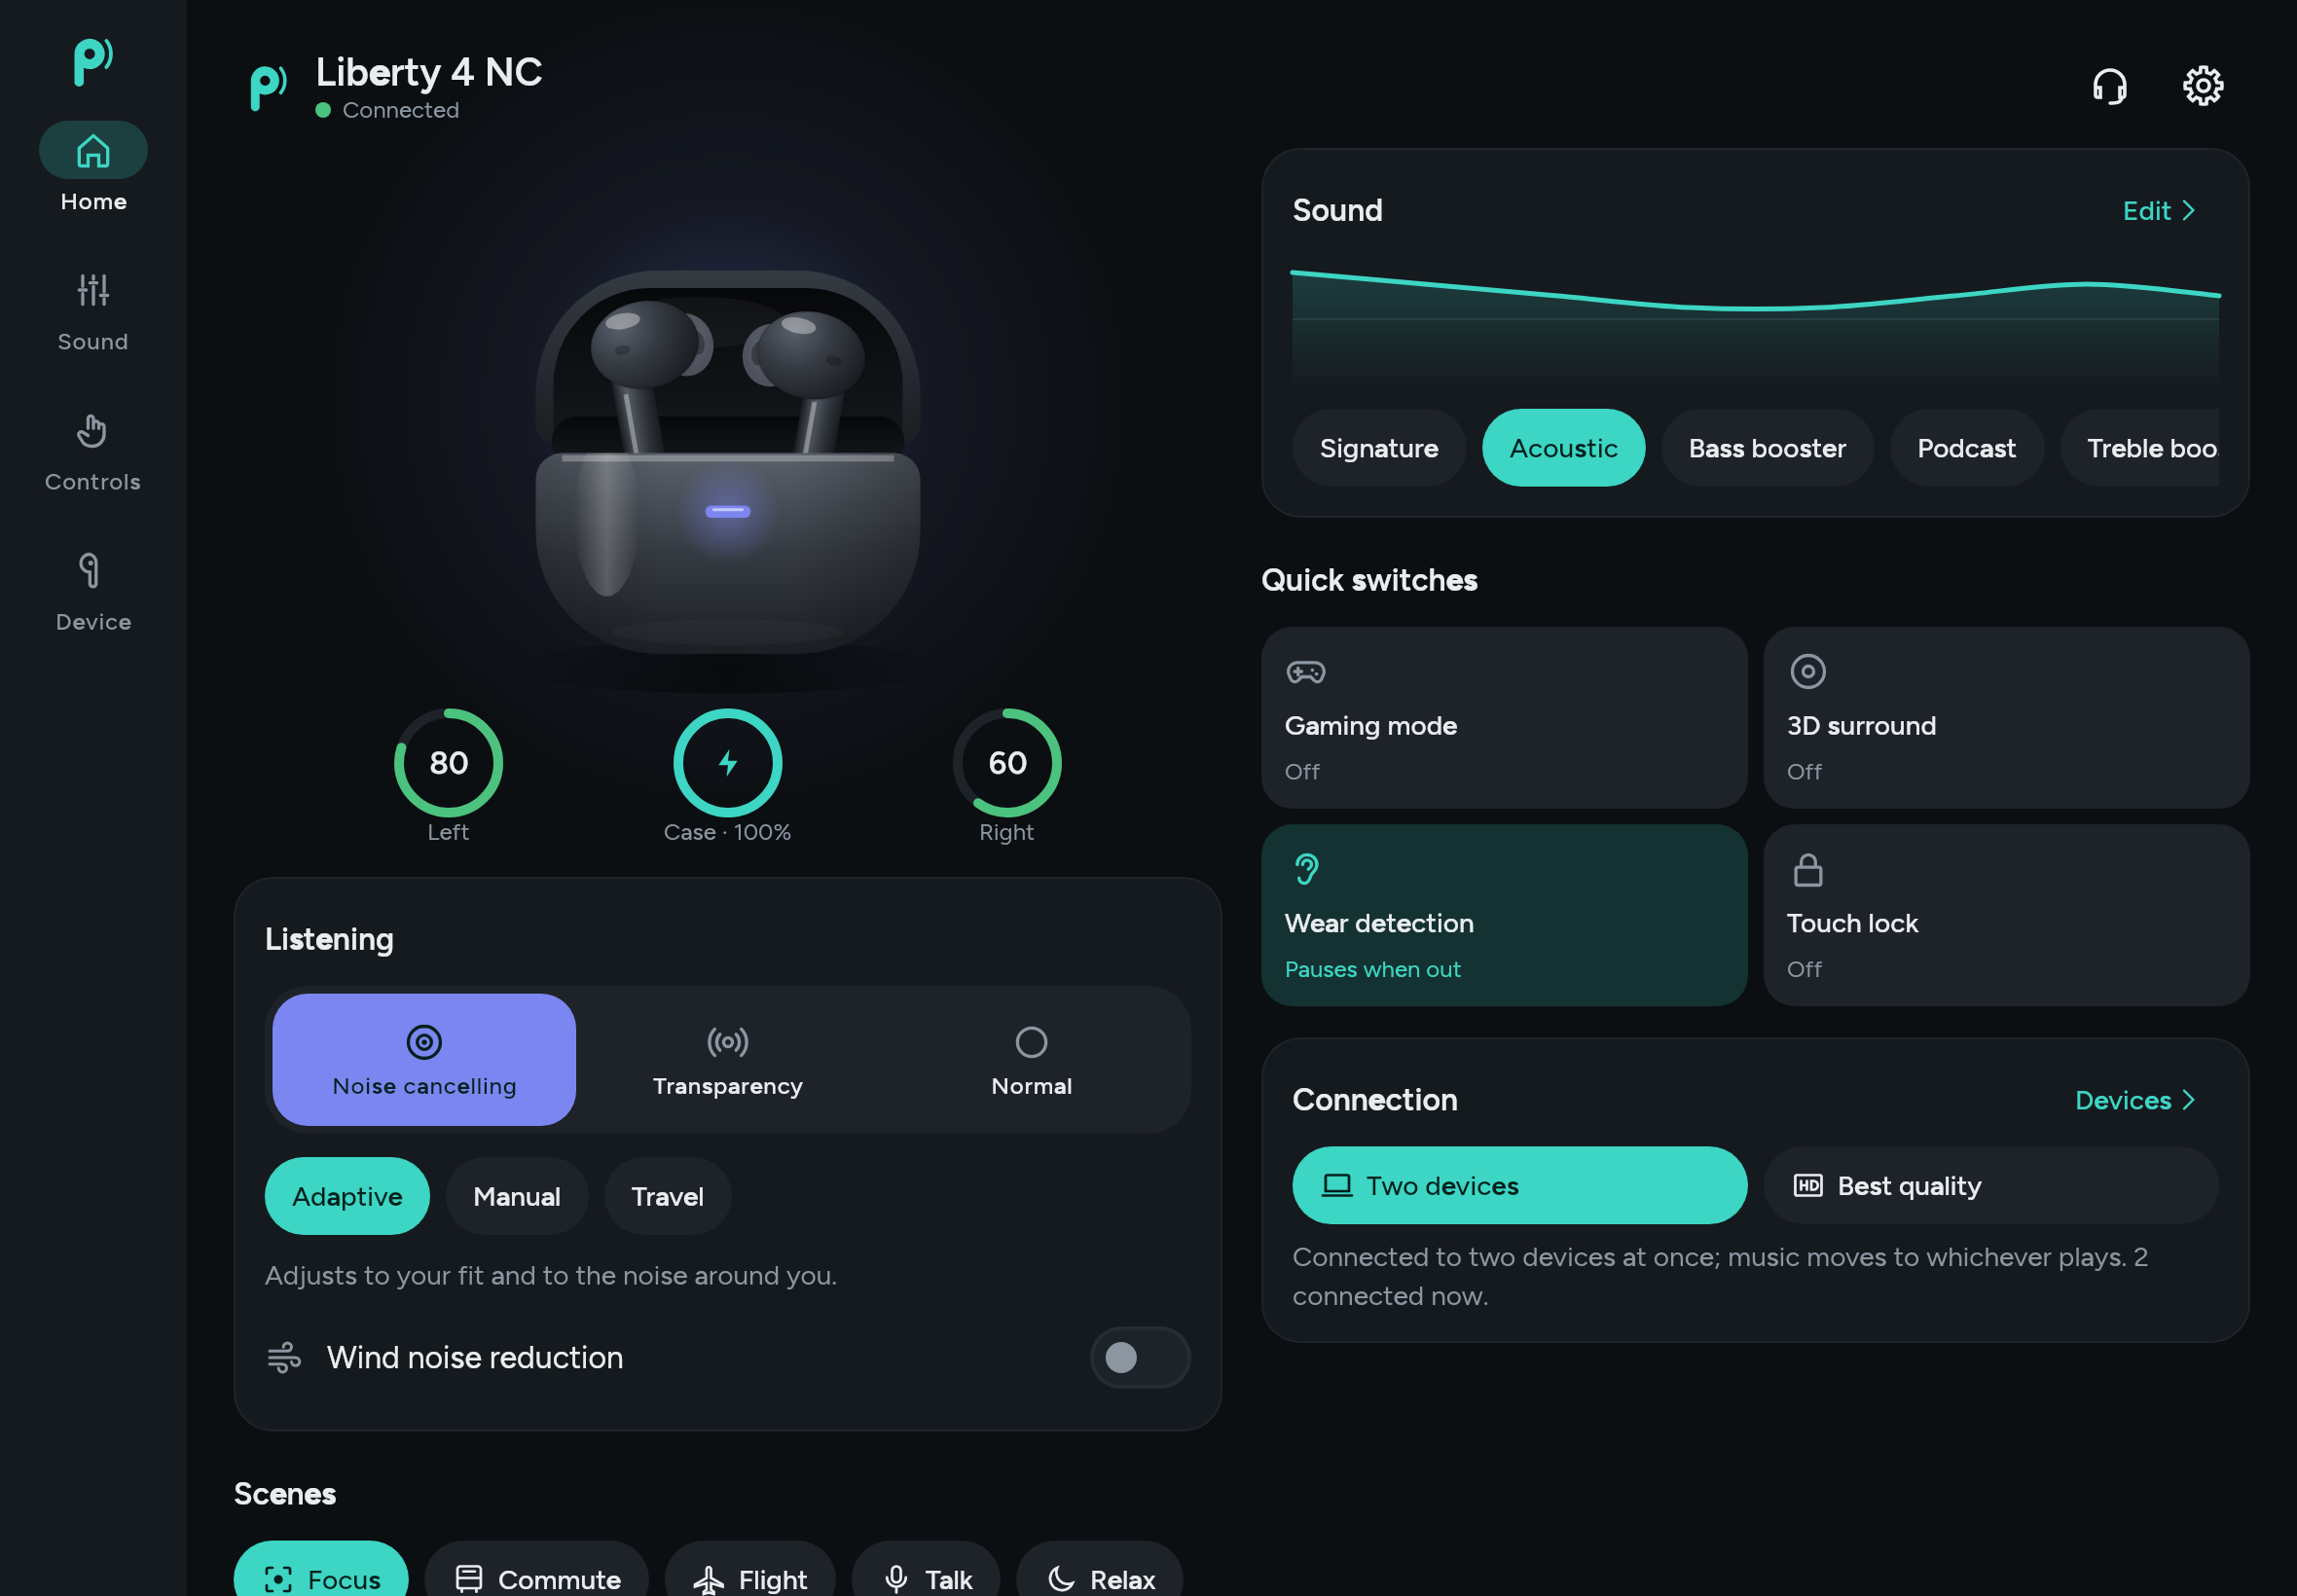 Liberty 4 NC
Connected
Home
Sound
Controls
Device
80
Left
Case · 100%
60
Right
Listening
Noise cancelling
Transparency
Normal
Adaptive
Manual
Travel
Adjusts to your fit and to the noise around you.
Wind noise reduction
Scenes
Focus
Commute
Flight
Talk
Relax
Sound
Edit
Signature
Acoustic
Bass booster
Podcast
Treble boo
Quick switches
Gaming mode
Off
3D surround
Off
Wear detection
Pauses when out
Touch lock
Off
Connection
Devices
Two devices
HD
Best quality
Connected to two devices at once; music moves to whichever plays. 2
connected now.